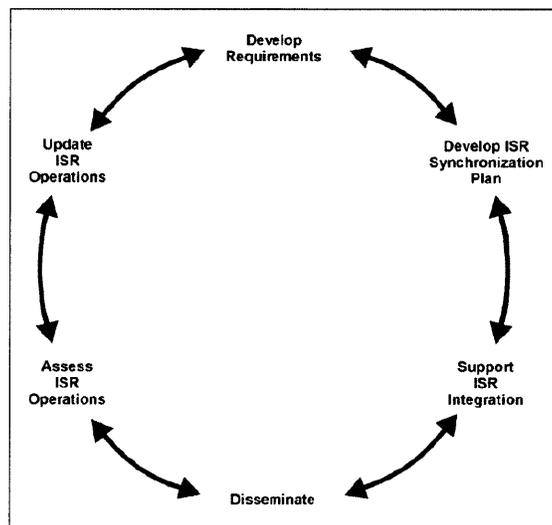 Develop
Requirements
Develop ISR
Synchronization
Plan
Support
ISR
Integration
Disseminate
Assess
ISR
Operations
Update
ISR
Operations